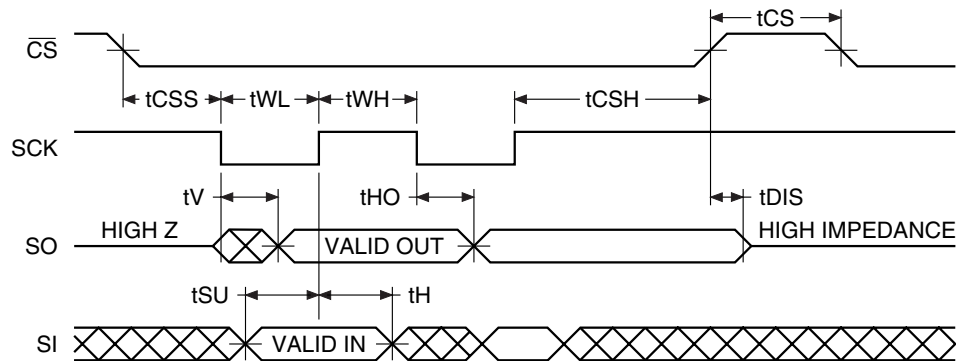 tCS
C̅S̅
tCSS
tWL
tWH
tCSH
SCK
tV
tHO
tDIS
HIGH Z
HIGH IMPEDANCE
SO
VALID OUT
tSU
tH
SI
VALID IN